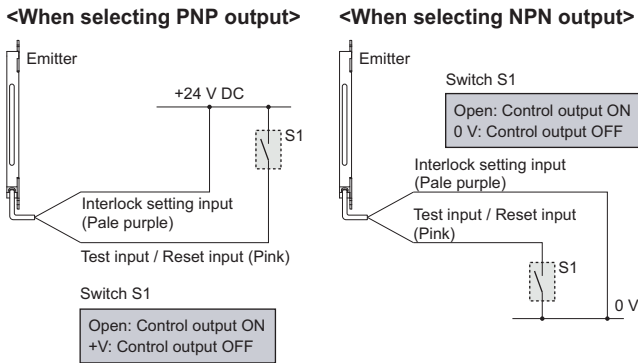 <When selecting PNP output>
Emitter
+24 V DC
S1
Interlock setting input
(Pale purple)
Test input / Reset input (Pink)
Switch S1
Open: Control output ON
+V: Control output OFF
<When selecting NPN output>
Emitter
Switch S1
Open: Control output ON
0 V: Control output OFF
Interlock setting input
(Pale purple)
Test input / Reset input
(Pink)
S1
0 V